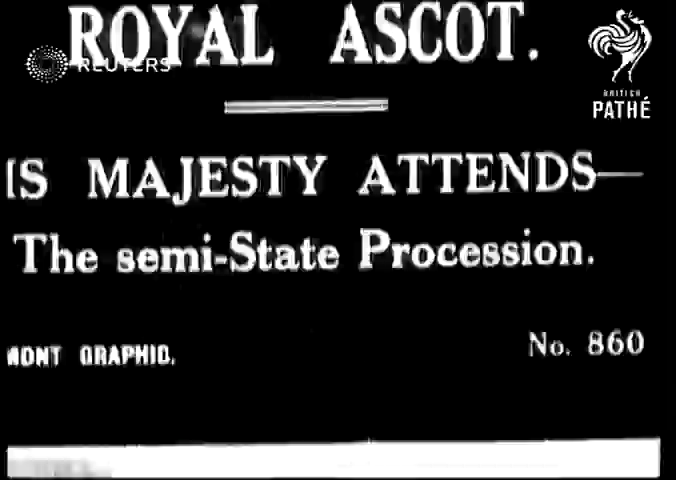 ROYAL ASCOT.
REUTERS
BRITISH
PATHÉ
IS MAJESTY ATTENDS—
The semi-State Procession.
MONT GRAPHIC.
No. 860